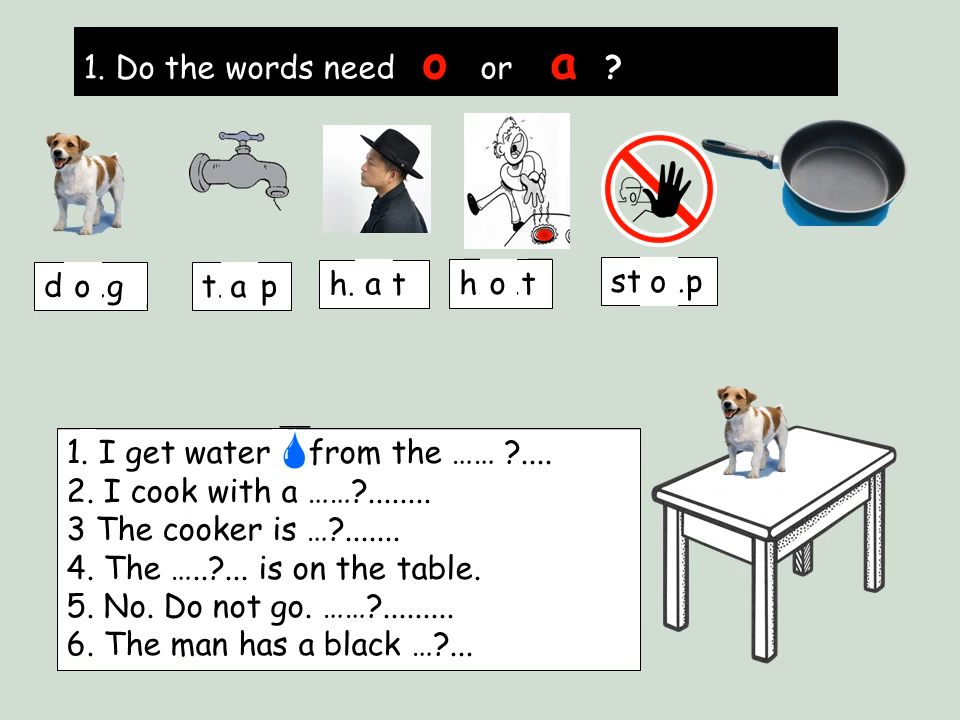 1. Do the words need o or a ?
d o .g
t. a p
h. a t
h. o .t
st o .p
1. I get water from the …… ?....
2. I cook with a ……?........
3 The cooker is …?.......
4. The …..?... is on the table.
5. No. Do not go. ……?.........
6. The man has a black …?...